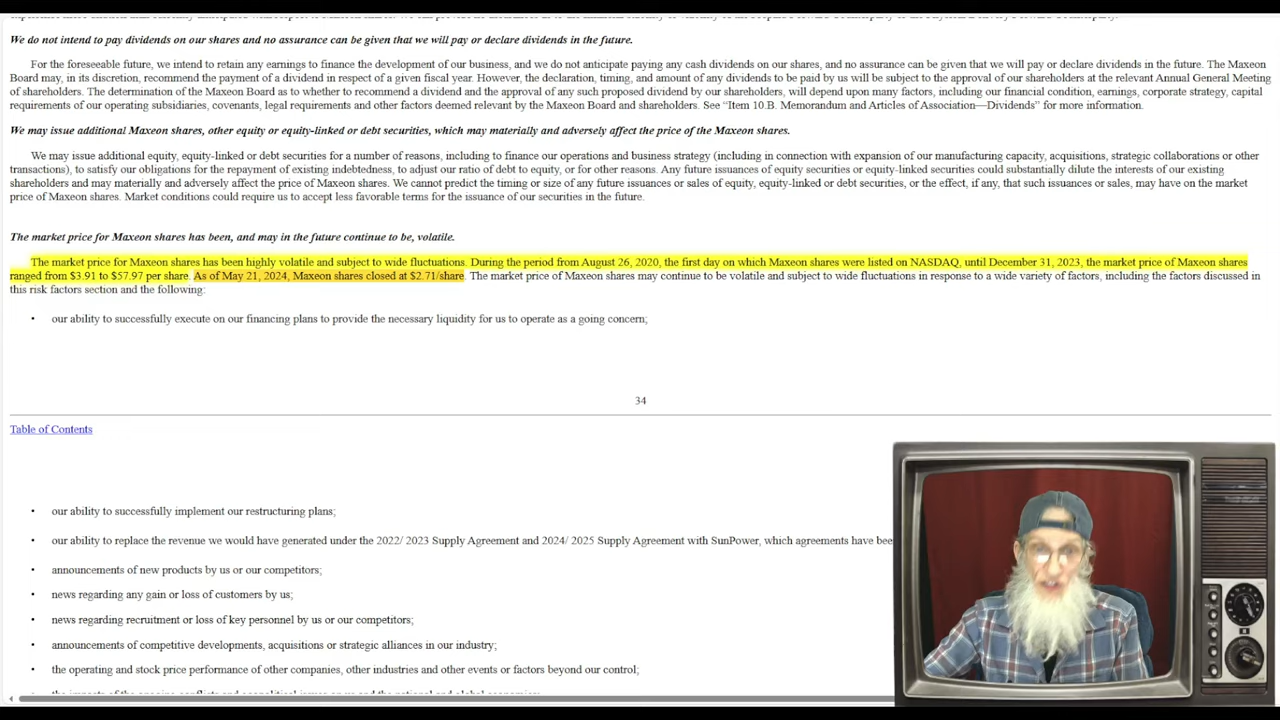 We do not intend to pay dividends on our shares and no assurance can be given that we will pay or declare dividends in the future.
For the foreseeable future, we intend to retain any earnings to finance the development of our business, and we do not anticipate paying any cash dividends on our shares, and no assurance can be given that we will pay or declare dividends in the future. The Maxeon
Board may, in its discretion, recommend the payment of a dividend in respect of a given fiscal year. However, the declaration, timing, and amount of any dividends to be paid by us will be subject to the approval of our shareholders at the relevant Annual General Meeting
of shareholders. The determination of the Maxeon Board as to whether to recommend a dividend and the approval of any such proposed dividend by our shareholders, will depend upon many factors, including our financial condition, earnings, corporate strategy, capital
requirements of our operating subsidiaries, covenants, legal requirements and other factors deemed relevant by the Maxeon Board and shareholders. See “Item 10.B. Memorandum and Articles of Association—Dividends” for more information.
We may issue additional Maxeon shares, other equity or equity-linked or debt securities, which may materially and adversely affect the price of the Maxeon shares.
We may issue additional equity, equity-linked or debt securities for a number of reasons, including to finance our operations and business strategy (including in connection with expansion of our manufacturing capacity, acquisitions, strategic collaborations or other
transactions), to satisfy our obligations for the repayment of existing indebtedness, to adjust our ratio of debt to equity, or for other reasons. Any future issuances of equity securities or equity-linked securities could substantially dilute the interests of our existing
shareholders and may materially and adversely affect the price of Maxeon shares. We cannot predict the timing or size of any future issuances or sales of equity, equity-linked or debt securities, or the effect, if any, that such issuances or sales, may have on the market
price of Maxeon shares. Market conditions could require us to accept less favorable terms for the issuance of our securities in the future.
The market price for Maxeon shares has been, and may in the future continue to be, volatile.
The market price for Maxeon shares has been highly volatile and subject to wide fluctuations. During the period from August 26, 2020, the first day on which Maxeon shares were listed on NASDAQ, until December 31, 2023, the market price of Maxeon shares
ranged from $3.91 to $57.97 per share. As of May 21, 2024, Maxeon shares closed at $2.71/share. The market price of Maxeon shares may continue to be volatile and subject to wide fluctuations in response to a wide variety of factors, including the factors discussed in
this risk factors section and the following:
• our ability to successfully execute on our financing plans to provide the necessary liquidity for us to operate as a going concern;
34
Table of Contents
• our ability to successfully implement our restructuring plans;
• our ability to replace the revenue we would have generated under the 2022/ 2023 Supply Agreement and 2024/ 2025 Supply Agreement with SunPower, which agreements have bee
• announcements of new products by us or our competitors;
• news regarding any gain or loss of customers by us;
• news regarding recruitment or loss of key personnel by us or our competitors;
• announcements of competitive developments, acquisitions or strategic alliances in our industry;
• the operating and stock price performance of other companies, other industries and other events or factors beyond our control;